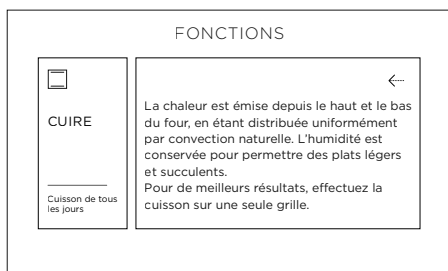 FONCTIONS
CUIRE
Cuisson de tous
les jours
La chaleur est émise depuis le haut et le bas
du four, en étant distribuée uniformément
par convection naturelle. L'humidité est
conservée pour permettre des plats légers
et succulents.
Pour de meilleurs résultats, effectuez la
cuisson sur une seule grille.